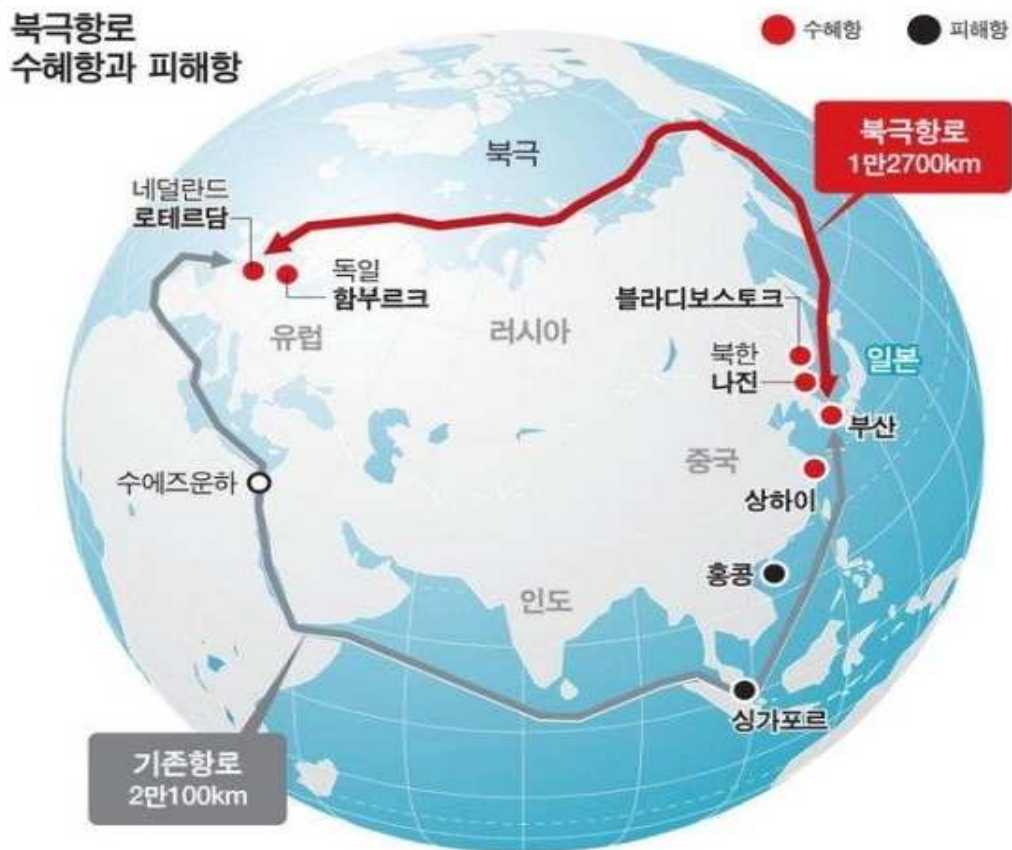 북극항로
수혜항과 피해항
수혜항
피해항
북극항로
1만2700km
북극
네덜란드
로테르담
독일
함부르크
블라디보스토크
유럽
러시아
북한
나진
일본
부산
중국
수에즈운하
상하이
홍콩
인도
싱가포르
기존항로
2만100km